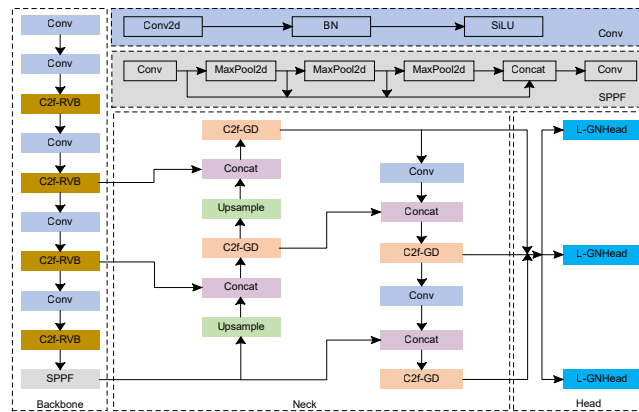 Conv
Conv
C2f-RVB
Conv
C2f-RVB
Conv
C2f-RVB
Conv
C2f-RVB
SPPF
Backbone
Conv2d
BN
SiLU
Conv
Conv
MaxPool2d
MaxPool2d
MaxPool2d
Concat
Conv
SPPF
C2f-GD
Concat
Upsample
C2f-GD
Concat
Upsample
Conv
Concat
C2f-GD
Conv
Concat
C2f-GD
Neck
L-GNHead
L-GNHead
L-GNHead
Head